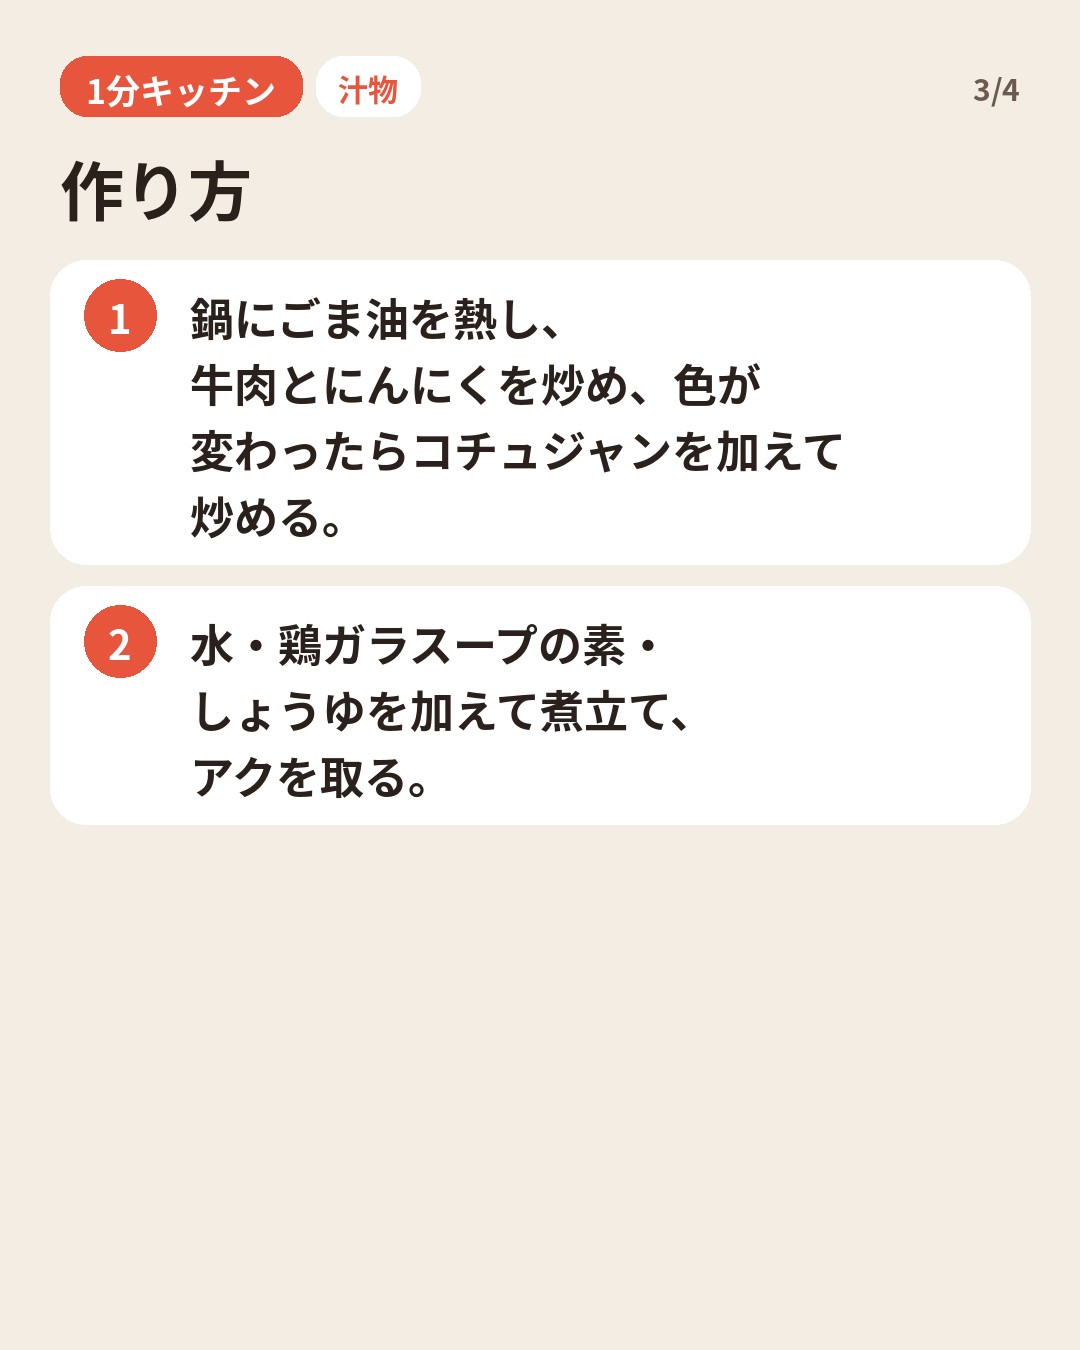 1分キッチン 汁物 3/4
作り方
1 鍋にごま油を熱し、
牛肉とにんにくを炒め、色が
変わったらコチュジャンを加えて
炒める。
2 水・鶏ガラスープの素・
しょうゆを加えて煮立て、
アクを取る。